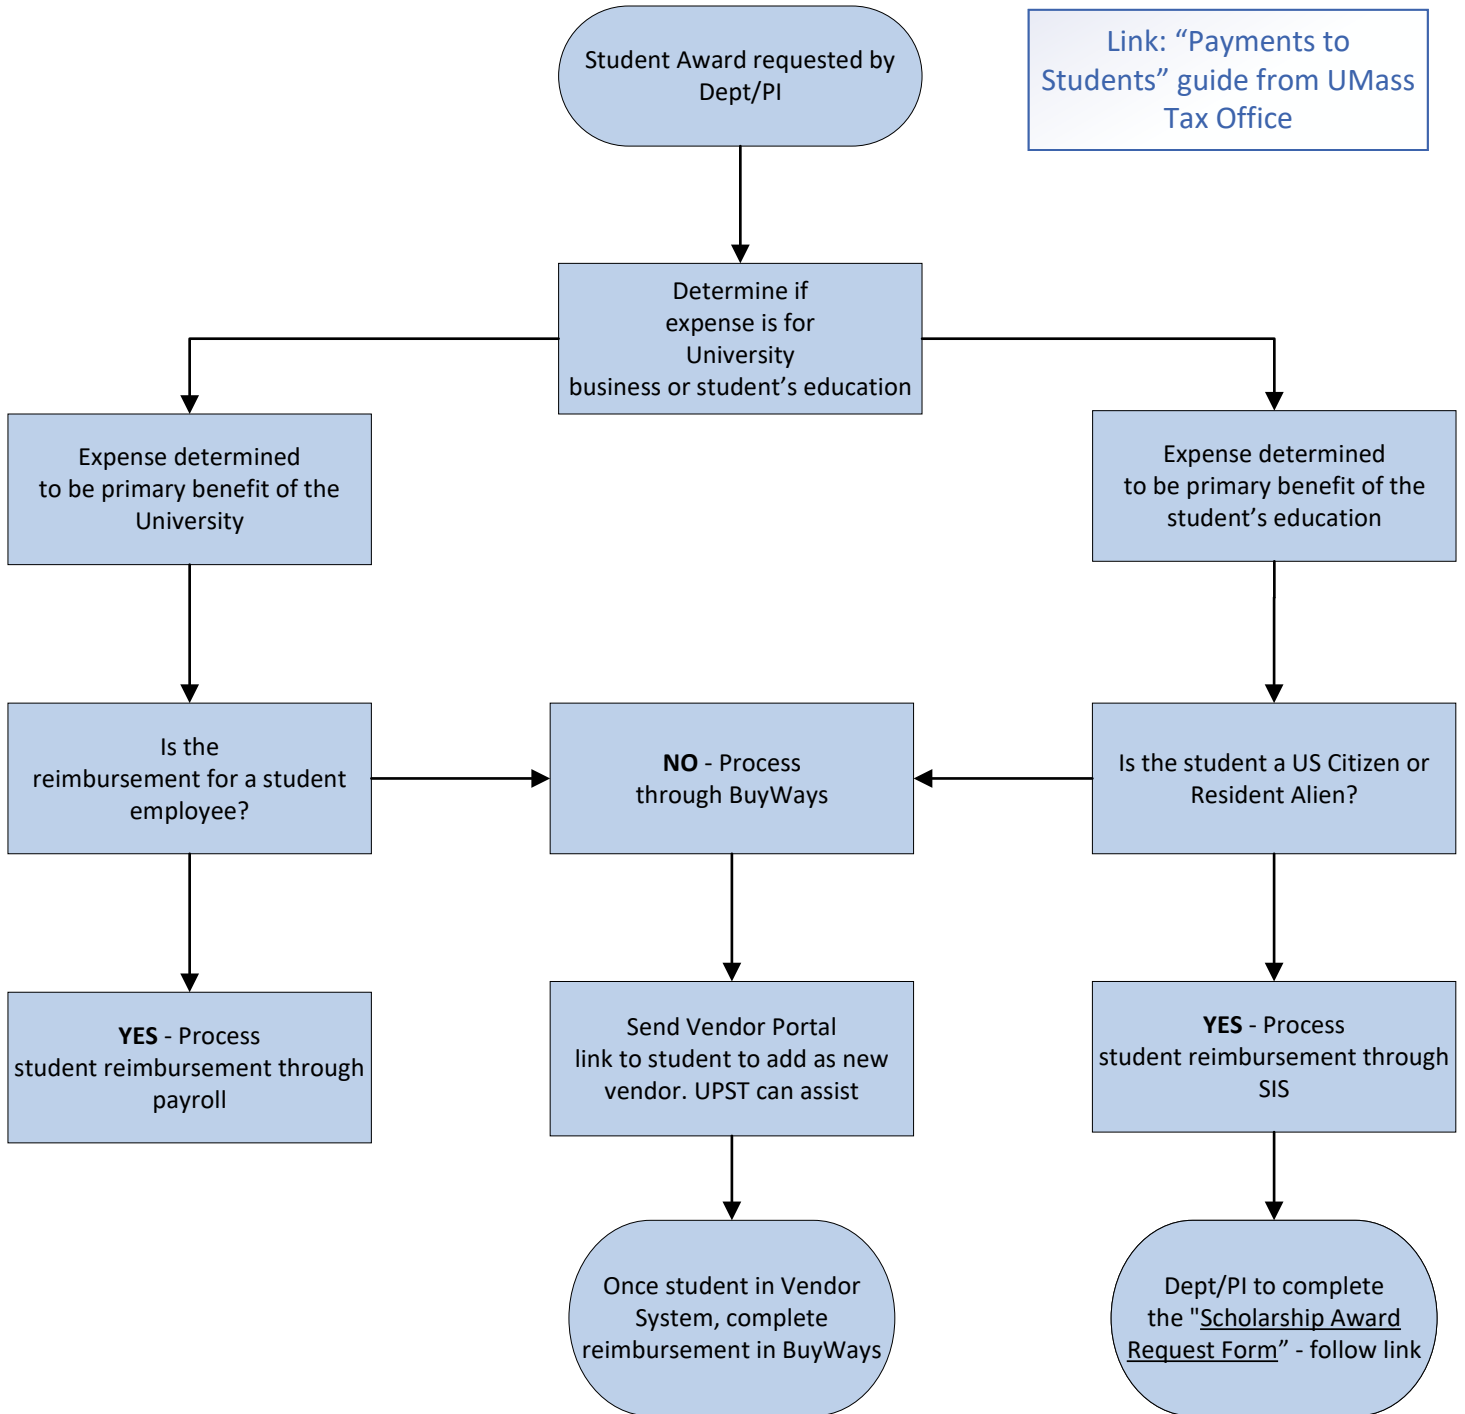 Student Award requested by
Dept/PI
Link: “Payments to
Students” guide from UMass
Tax Office
Determine if
expense is for
University
business or student’s education
Expense determined
to be primary benefit of the
University
Expense determined
to be primary benefit of the
student’s education
Is the
reimbursement for a student
employee?
NO - Process
through BuyWays
Is the student a US Citizen or
Resident Alien?
YES - Process
student reimbursement through
payroll
Send Vendor Portal
link to student to add as new
vendor. UPST can assist
YES - Process
student reimbursement through
SIS
Once student in Vendor
System, complete
reimbursement in BuyWays
Dept/PI to complete
the "Scholarship Award
Request Form” - follow link